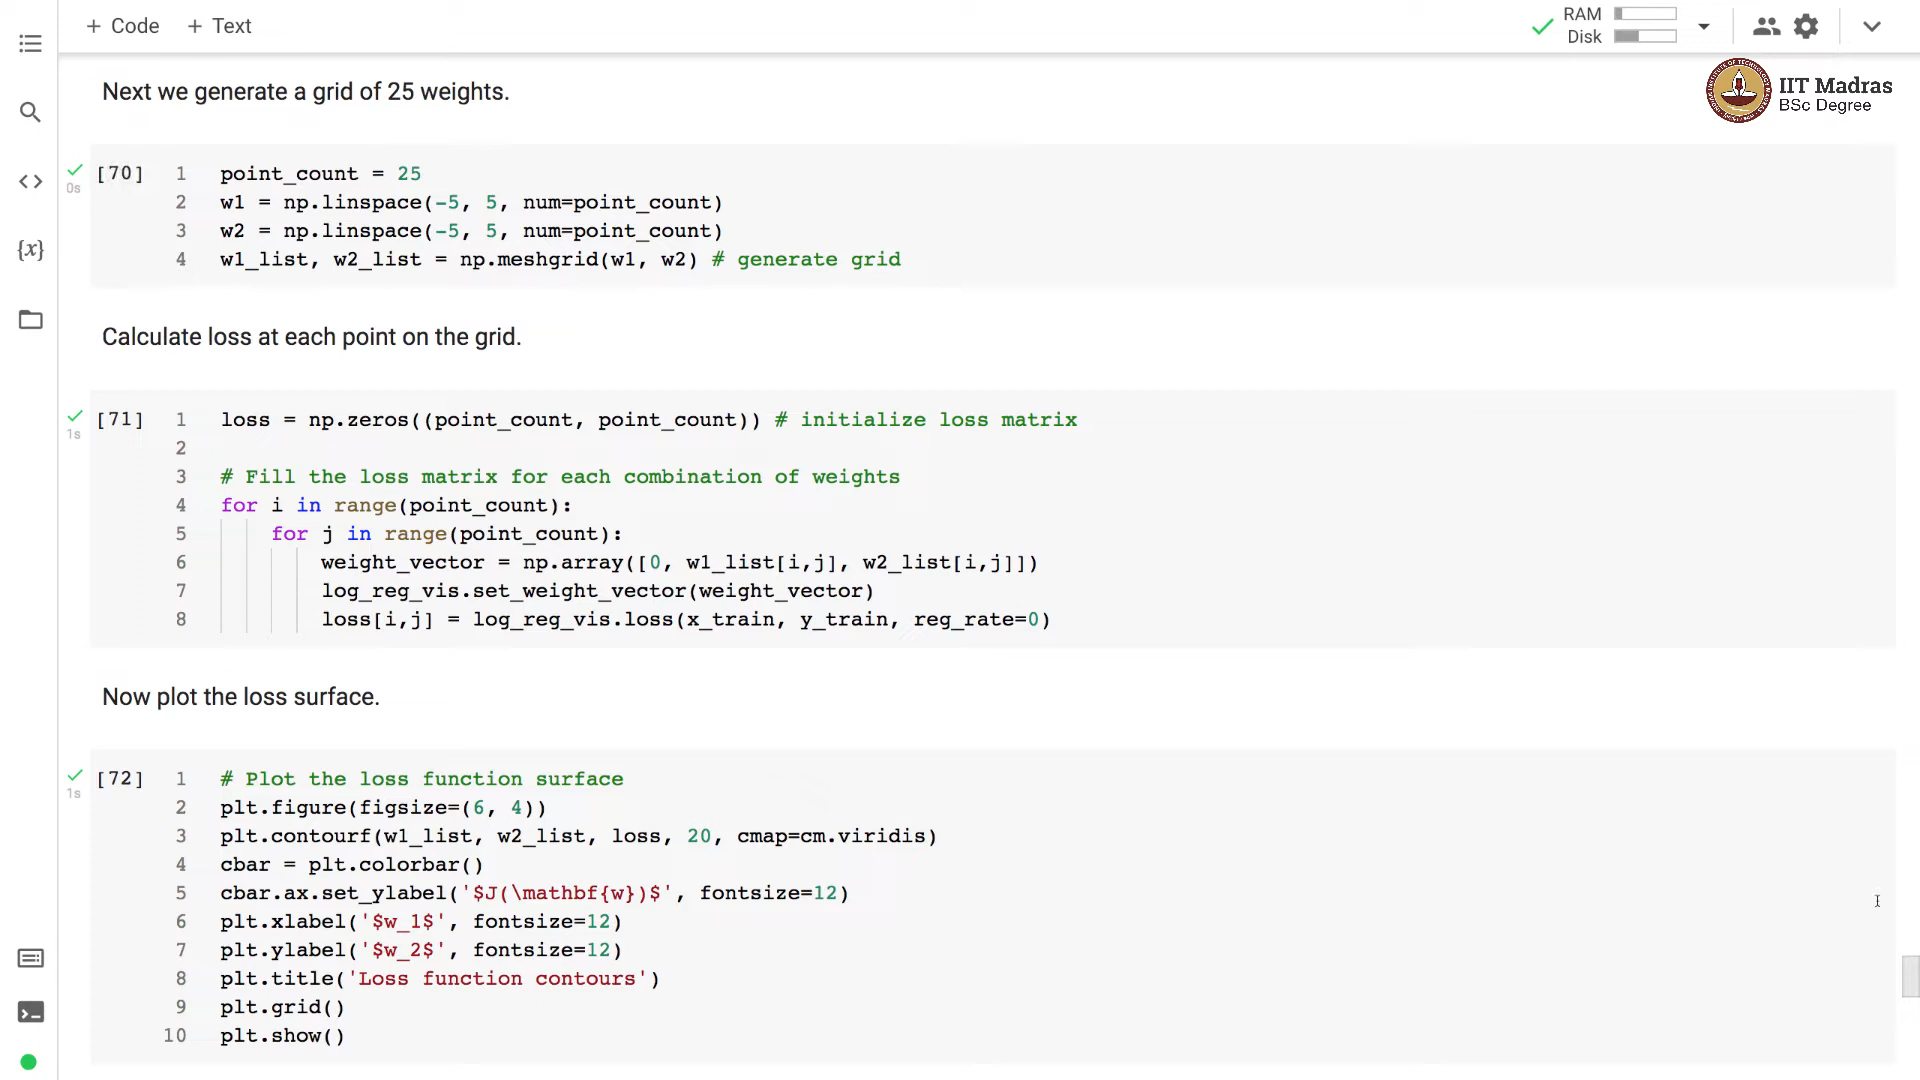 + Code + Text
RAM
Disk
IIT Madras
BSc Degree
Next we generate a grid of 25 weights.
[70] 1 point_count = 25
0s 2 w1 = np.linspace(-5, 5, num=point_count)
3 w2 = np.linspace(-5, 5, num=point_count)
4 w1_list, w2_list = np.meshgrid(w1, w2) # generate grid
Calculate loss at each point on the grid.
[71] 1 loss = np.zeros((point_count, point_count)) # initialize loss matrix
1s 2
3 # Fill the loss matrix for each combination of weights
4 for i in range(point_count):
5 for j in range(point_count):
6 weight_vector = np.array([0, w1_list[i,j], w2_list[i,j]])
7 log_reg_vis.set_weight_vector(weight_vector)
8 loss[i,j] = log_reg_vis.loss(x_train, y_train, reg_rate=0)
Now plot the loss surface.
[72] 1 # Plot the loss function surface
1s 2 plt.figure(figsize=(6, 4))
3 plt.contourf(w1_list, w2_list, loss, 20, cmap=cm.viridis)
4 cbar = plt.colorbar()
5 cbar.ax.set_ylabel('$J(\mathbf{w})$', fontsize=12)
6 plt.xlabel('$w_1$', fontsize=12)
7 plt.ylabel('$w_2$', fontsize=12)
8 plt.title('Loss function contours')
9 plt.grid()
10 plt.show()